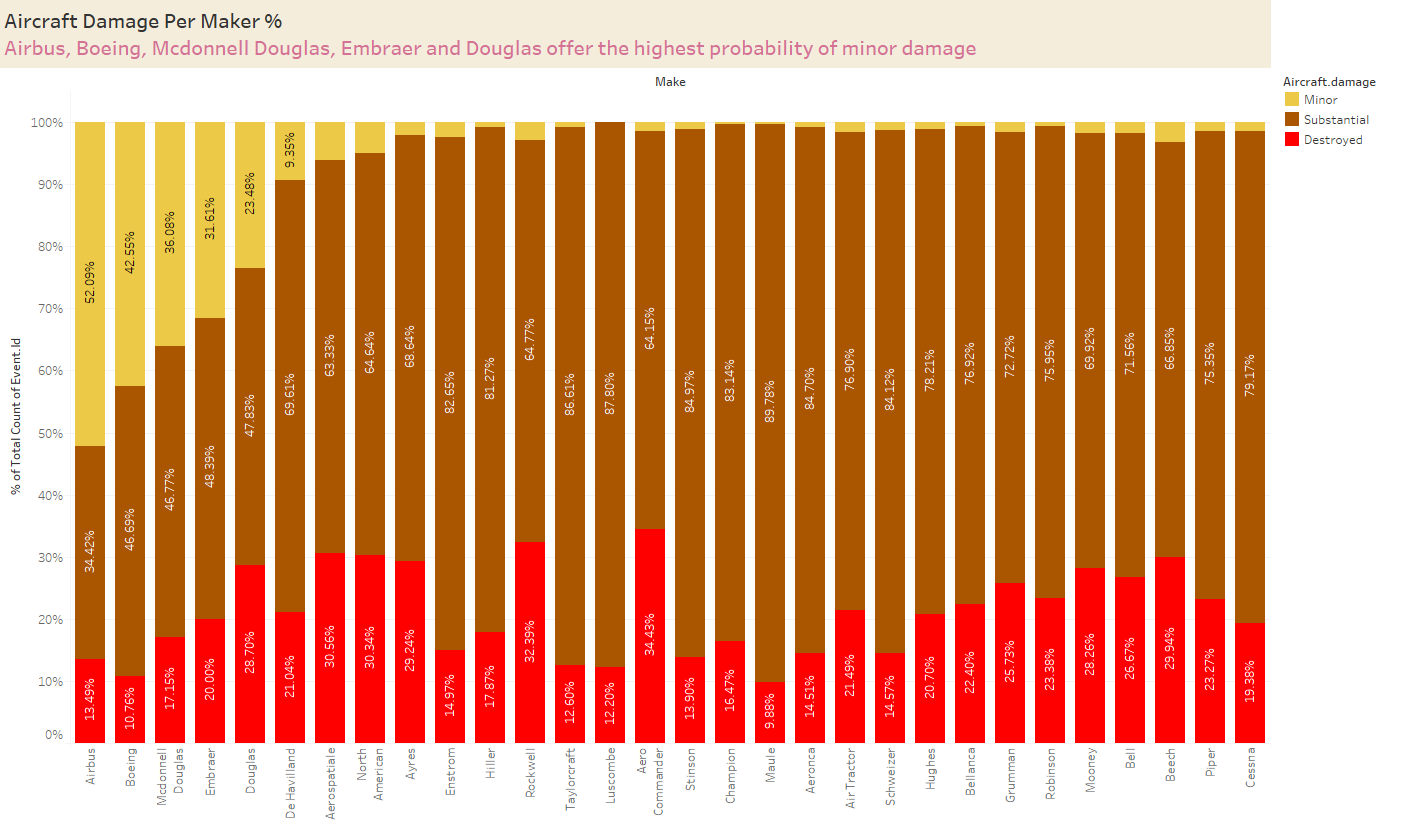 Aircraft Damage Per Maker %
Airbus, Boeing, Mcdonnell Douglas, Embraer and Douglas offer the highest probability of minor damage
Make
Aircraft.damage
Minor
Substantial
Destroyed
% of Total Count of Event.Id
100%
90%
80%
70%
60%
50%
40%
30%
20%
10%
0%
52.09%
34.42%
13.49%
42.55%
46.69%
10.76%
36.08%
46.77%
17.15%
31.61%
48.39%
20.00%
23.48%
47.83%
28.70%
9.35%
69.61%
21.04%
63.33%
30.56%
64.64%
30.34%
68.64%
29.24%
82.65%
14.97%
81.27%
17.87%
64.77%
32.39%
86.61%
12.60%
87.80%
12.20%
64.15%
34.43%
84.97%
13.90%
83.14%
16.47%
89.78%
9.88%
84.70%
14.51%
76.90%
21.49%
84.12%
14.57%
78.21%
20.70%
76.92%
22.40%
72.72%
25.73%
75.95%
23.38%
69.92%
28.26%
71.56%
26.67%
66.85%
29.94%
75.35%
23.27%
79.17%
19.38%
Airbus
Boeing
Mcdonnell
Douglas
Embraer
Douglas
De Havilland
Aerospatiale
North
American
Ayres
Enstrom
Hiller
Rockwell
Taylorcraft
Luscombe
Aero
Commander
Stinson
Champion
Maule
Aeronca
Air Tractor
Schweizer
Hughes
Bellanca
Grumman
Robinson
Mooney
Bell
Beech
Piper
Cessna